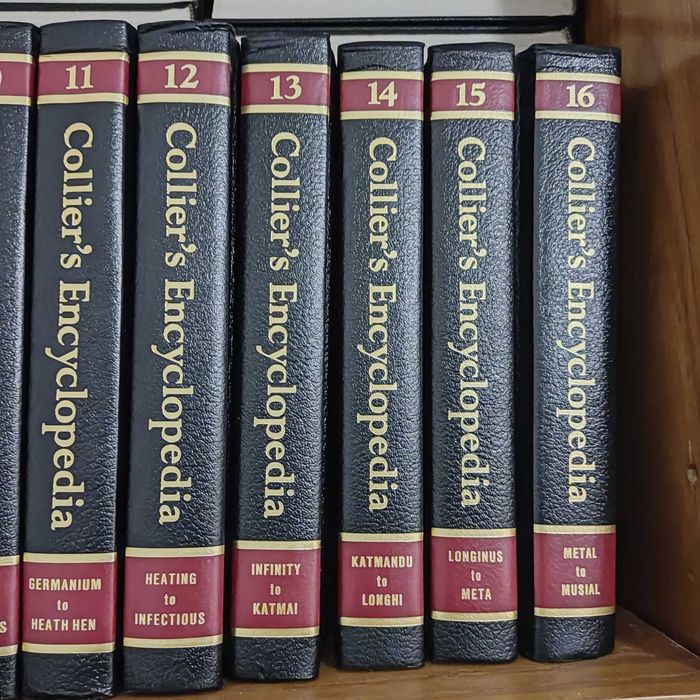 11
Collier's Encyclopedia
GERMANIUM
to
HEATH HEN
12
Collier's Encyclopedia
HEATING
to
INFECTIOUS
13
Collier's Encyclopedia
INFINITY
to
KATMAI
14
Collier's Encyclopedia
KATMANDU
to
LONGHI
15
Collier's Encyclopedia
LONGINUS
to
META
16
Collier's Encyclopedia
METAL
to
MUSIAL